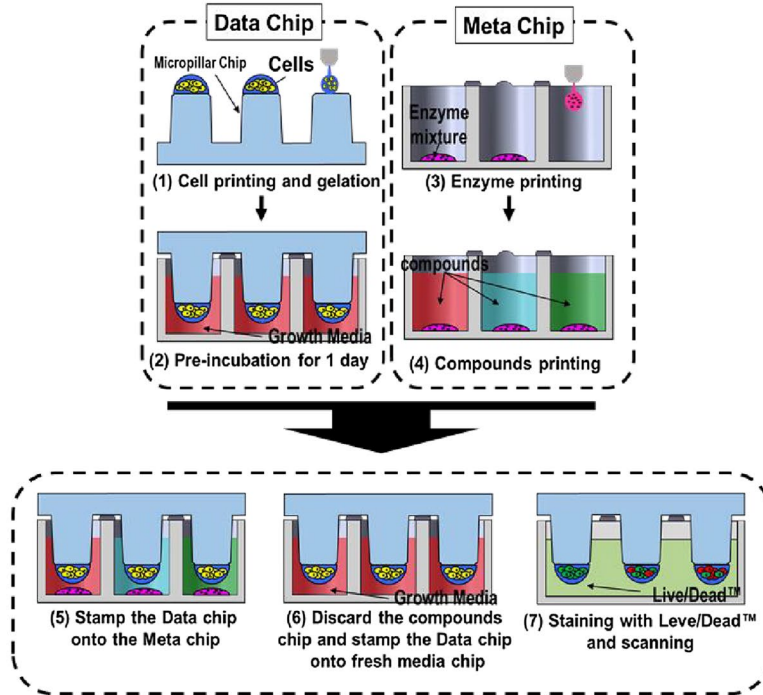 Data Chip
Micropillar Chip
Cells
(1) Cell printing and gelation
Growth Media
(2) Pre-incubation for 1 day
Meta Chip
Enzyme
mixture
(3) Enzyme printing
compounds
(4) Compounds printing
(5) Stamp the Data chip
onto the Meta chip
Growth Media
(6) Discard the compounds
chip and stamp the Data chip
onto fresh media chip
Live/Dead™
(7) Staining with Leve/Dead™
and scanning